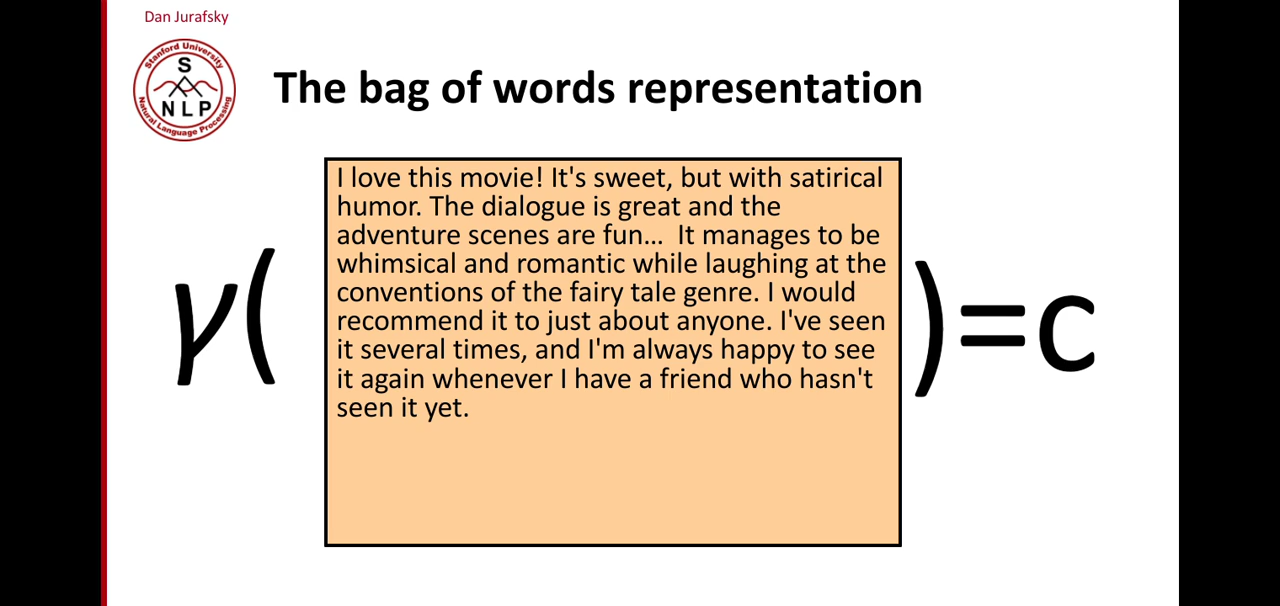 Dan Jurafsky
Stanford University
S
N L P
Natural Language Processing
The bag of words representation
γ(
I love this movie! It's sweet, but with satirical
humor. The dialogue is great and the
adventure scenes are fun...  It manages to be
whimsical and romantic while laughing at the
conventions of the fairy tale genre. I would
recommend it to just about anyone. I've seen
it several times, and I'm always happy to see
it again whenever I have a friend who hasn't
seen it yet.
)=c